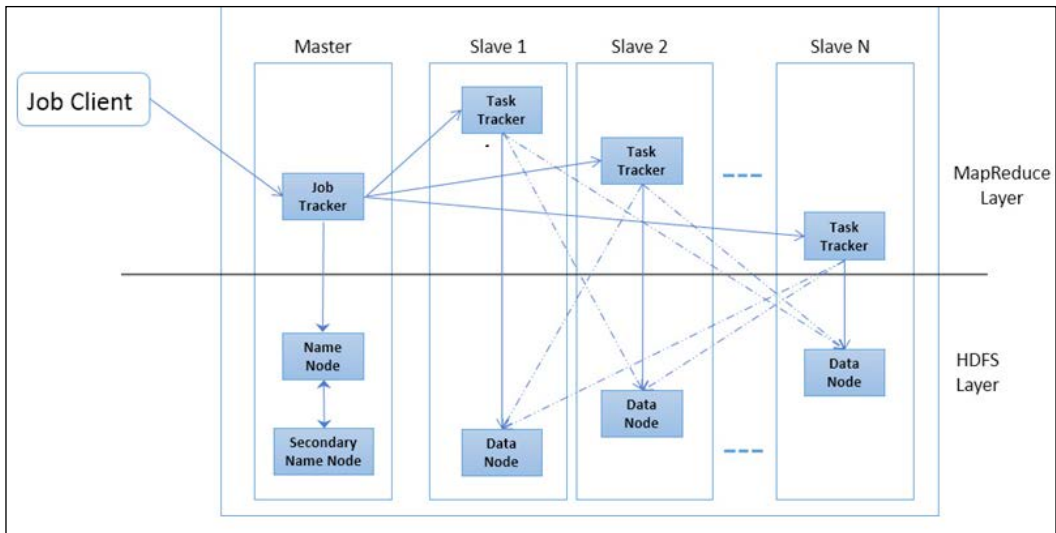 Master
Slave 1
Slave 2
Slave N
Job Client
Task
Tracker
Task
Tracker
Job
Tracker
Task
Tracker
MapReduce
Layer
Name
Node
Data
Node
Data
Node
Data
Node
Secondary
Name Node
HDFS
Layer